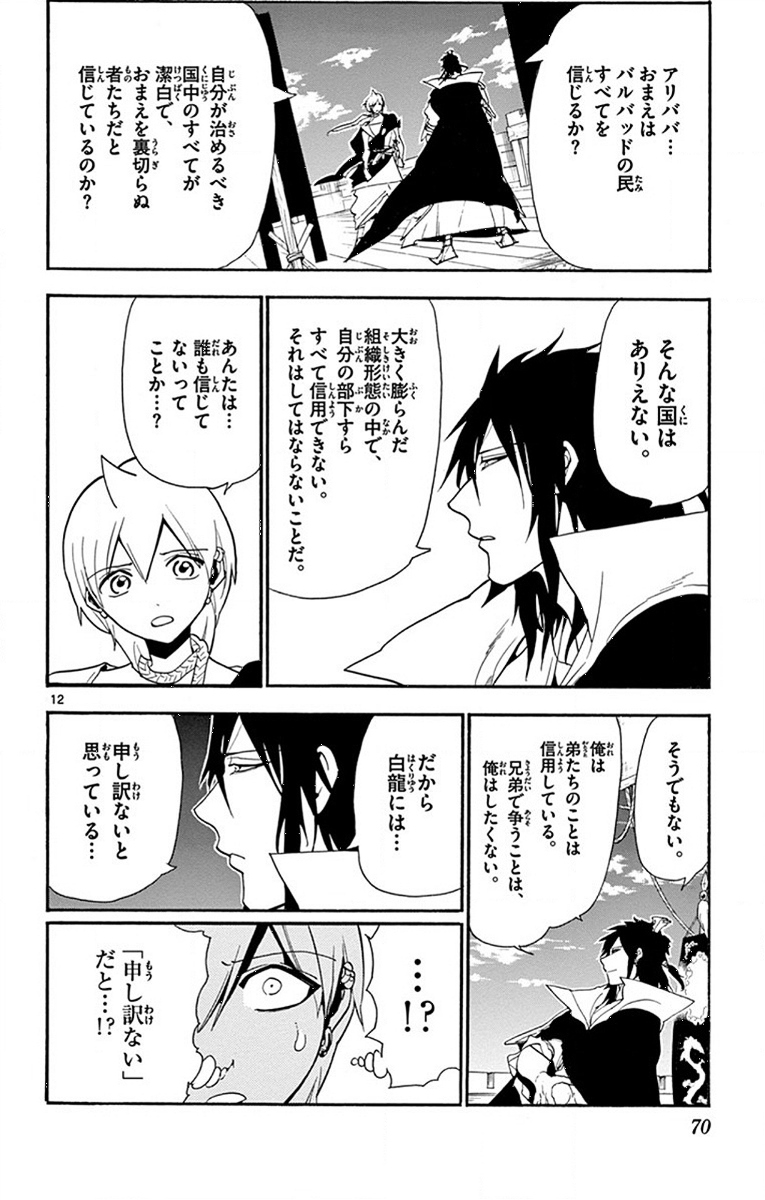 アリババ…
おまえは
バルバッドの民
すべてを
信じるか?
自分が治めるべき
国中のすべてが
潔白で、
おまえを裏切らぬ
者たちだと
信じているのか?
そんな国は
ありえない。
大きく膨らんだ
組織形態の中で、
自分の部下すら
すべて信用できない。
それはしてはならないことだ。
あんたは…
誰も信じて
ないって
ことか…?
12
そうでもない。
俺は
弟たちのことは
信用している。
兄弟で争うことは、
俺はしたくない。
だから
白龍には…
申し訳ないと
思っている…
…!?
「申し訳ない」
だと…!?
70